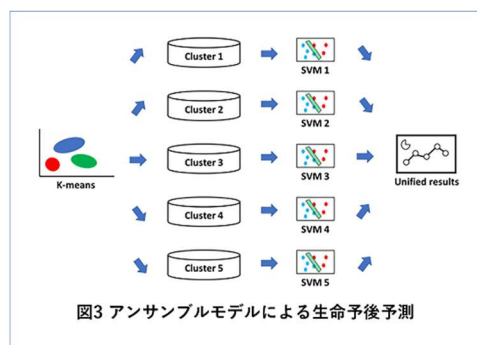 Cluster 1
SVM 1
Cluster 2
SVM 2
K-means
Cluster 3
SVM 3
Unified results
Cluster 4
SVM 4
Cluster 5
SVM 5
図3 アンサンブルモデルによる生命予後予測